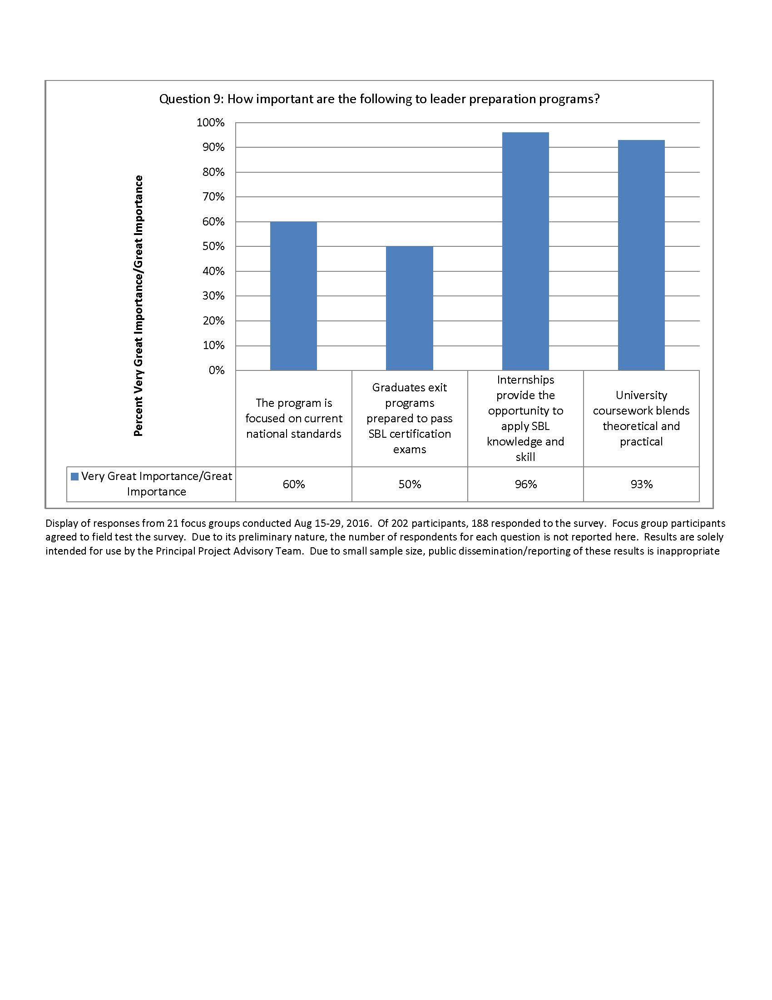 Question 9: How important are the following to leader preparation programs?
100%
90%
80%
70%
60%
50%
40%
30%
20%
10%
0%
Percent Very Great Importance/Great Importance
The program is
focused on current
national standards
Graduates exit
programs
prepared to pass
SBL certification
exams
Internships
provide the
opportunity to
apply SBL
knowledge and
skill
University
coursework blends
theoretical and
practical
Very Great Importance/Great
Importance
60%
50%
96%
93%
Display of responses from 21 focus groups conducted Aug 15-29, 2016.  Of 202 participants, 188 responded to the survey.  Focus group participants
agreed to field test the survey.  Due to its preliminary nature, the number of respondents for each question is not reported here.  Results are solely
intended for use by the Principal Project Advisory Team.  Due to small sample size, public dissemination/reporting of these results is inappropriate